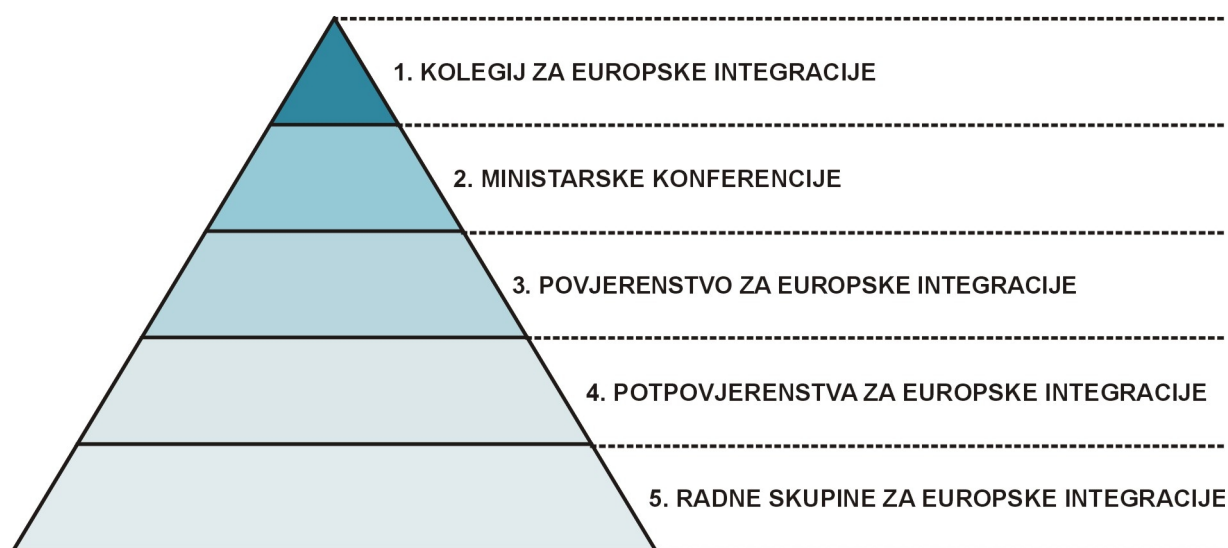 1. KOLEGIJ ZA EUROPSKE INTEGRACIJE
2. MINISTARSKE KONFERENCIJE
3. POVJERENSTVO ZA EUROPSKE INTEGRACIJE
4. POTPOVJERENSTVA ZA EUROPSKE INTEGRACIJE
5. RADNE SKUPINE ZA EUROPSKE INTEGRACIJE